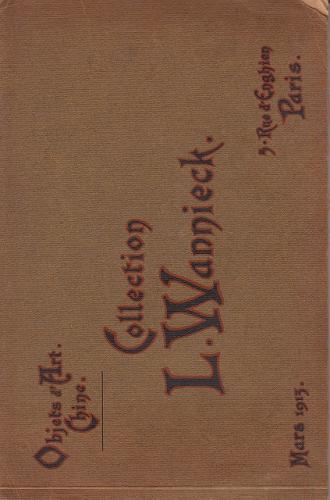 Objets d'Art.
Chine.
Collection
L. Wannieck.
5. Rue d'Enghien
Paris.
Mars 1913.